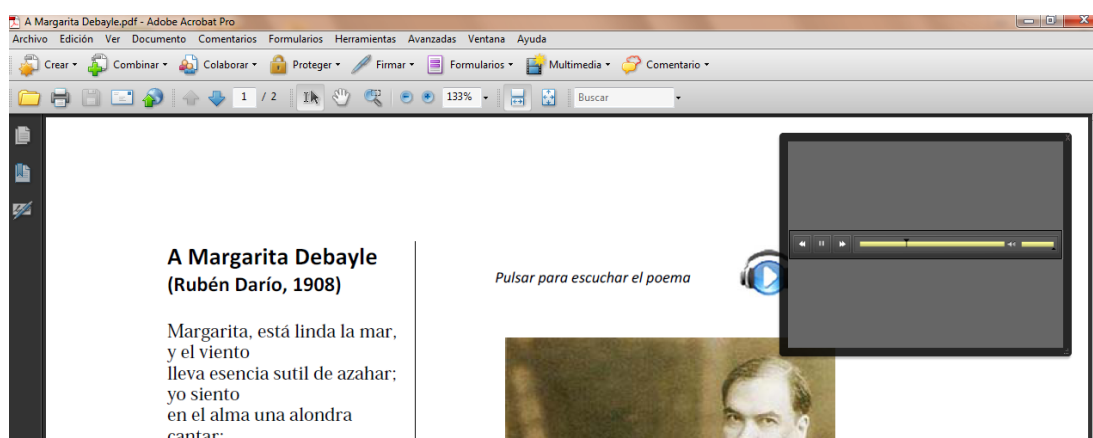 A Margarita Debayle.pdf - Adobe Acrobat Pro
Archivo Edición Ver Documento Comentarios Formularios Herramientas Avanzadas Ventana Ayuda
Crear Combinar Colaborar Proteger Firmar Formularios Multimedia Comentario
1 / 2 133% Buscar
A Margarita Debayle
(Rubén Darío, 1908)
Pulsar para escuchar el poema
Margarita, está linda la mar,
y el viento
lleva esencia sutil de azahar;
yo siento
en el alma una alondra
cantar: